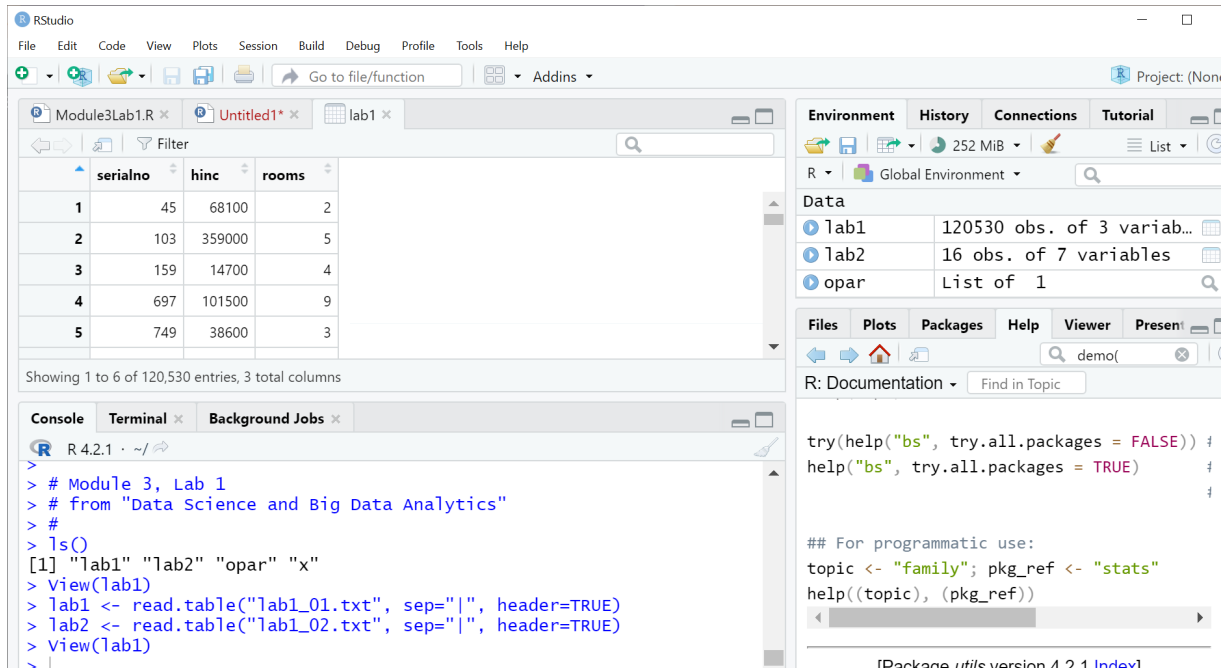 RStudio
File Edit Code View Plots Session Build Debug Profile Tools Help
Go to file/function Addins Project: (None
Module3Lab1.R Untitled1* lab1
Filter
serialno hinc rooms
1 45 68100 2
2 103 359000 5
3 159 14700 4
4 697 101500 9
5 749 38600 3
Showing 1 to 6 of 120,530 entries, 3 total columns
Console Terminal Background Jobs
R 4.2.1 · ~/
>
> # Module 3, Lab 1
> # from "Data Science and Big Data Analytics"
> #
> ls()
[1] "lab1" "lab2" "opar" "x"
> View(lab1)
> lab1 <- read.table("lab1_01.txt", sep="|", header=TRUE)
> lab2 <- read.table("lab1_02.txt", sep="|", header=TRUE)
> View(lab1)
>
Environment History Connections Tutorial
252 MiB List
R Global Environment
Data
lab1 120530 obs. of 3 variab…
lab2 16 obs. of 7 variables
opar List of 1
Files Plots Packages Help Viewer Present
demo(
R: Documentation Find in Topic
try(help("bs", try.all.packages = FALSE)) #
help("bs", try.all.packages = TRUE) #
#
## For programmatic use:
topic <- "family"; pkg_ref <- "stats"
help((topic), (pkg_ref))
[Package utils version 4.2.1 Index]